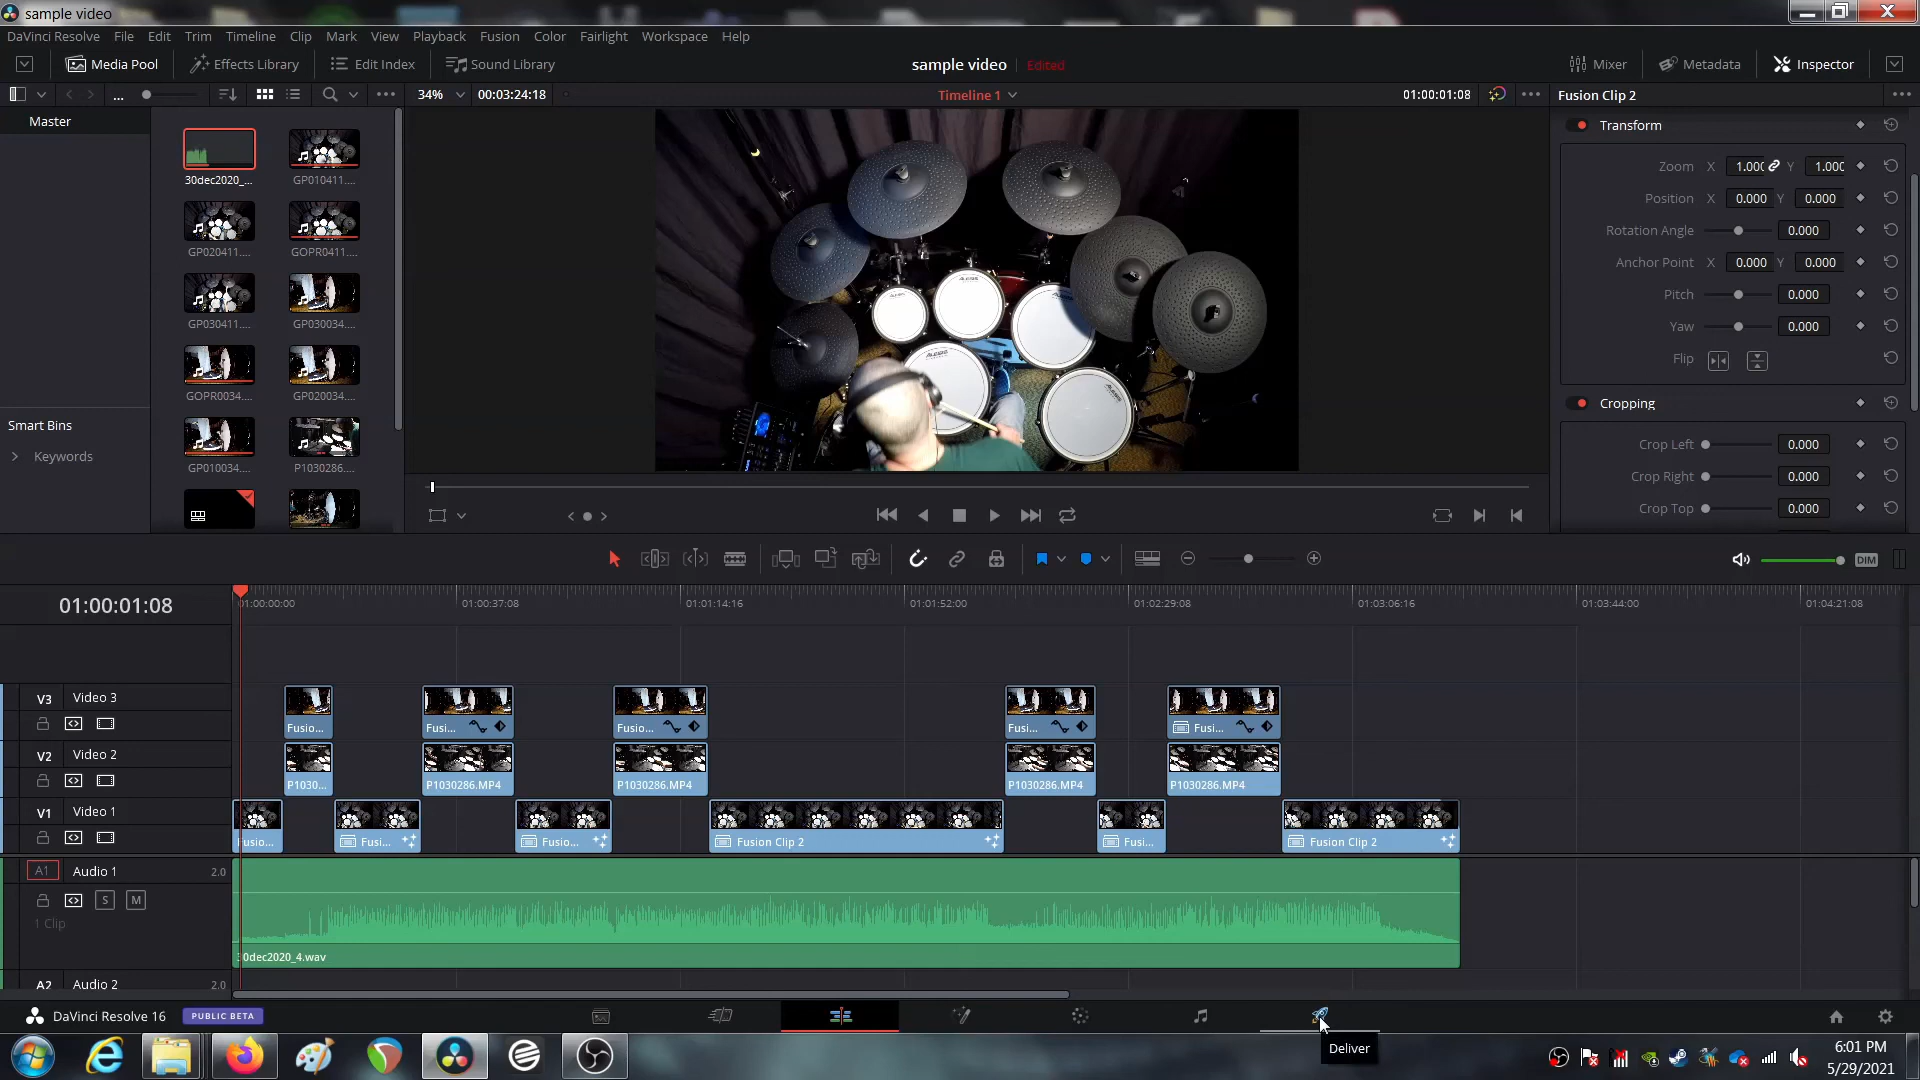 sample video
DaVinci Resolve File Edit Trim Timeline Clip Mark View Playback Fusion Color Fairlight Workspace Help
Media Pool Effects Library Edit Index Sound Library sample video Edited Mixer Metadata Inspector
... 34% 00:03:24:18 Timeline 1 01:00:01:08 Fusion Clip 2
Master
30dec2020_... GP010411....
GP020411.... GOPR0411....
GP030411.... GP030034....
GOPR0034.... GP020034....
GP010034.... P1030286....
Smart Bins
Keywords
Transform
Zoom X 1.000 Y 1.000
Position X 0.000 Y 0.000
Rotation Angle 0.000
Anchor Point X 0.000 Y 0.000
Pitch 0.000
Yaw 0.000
Flip
Cropping
Crop Left 0.000
Crop Right 0.000
Crop Top 0.000
ALESIS
DIM
01:00:01:08
01:00:00:00 01:00:37:08 01:01:14:16 01:01:52:00 01:02:29:08 01:03:06:16 01:03:44:00 01:04:21:08
V3 Video 3
Fusio... Fusi... Fusio... Fusi... Fusi...
V2 Video 2
P1030... P1030286.MP4 P1030286.MP4 P1030286.MP4 P1030286.MP4
V1 Video 1
Fusio... Fusi... Fusio... Fusion Clip 2 Fusi... Fusion Clip 2
A1 Audio 1 2.0
S M
1 Clip
30dec2020_4.wav
A2 Audio 2 2.0
DaVinci Resolve 16 PUBLIC BETA
Deliver
6:01 PM
5/29/2021